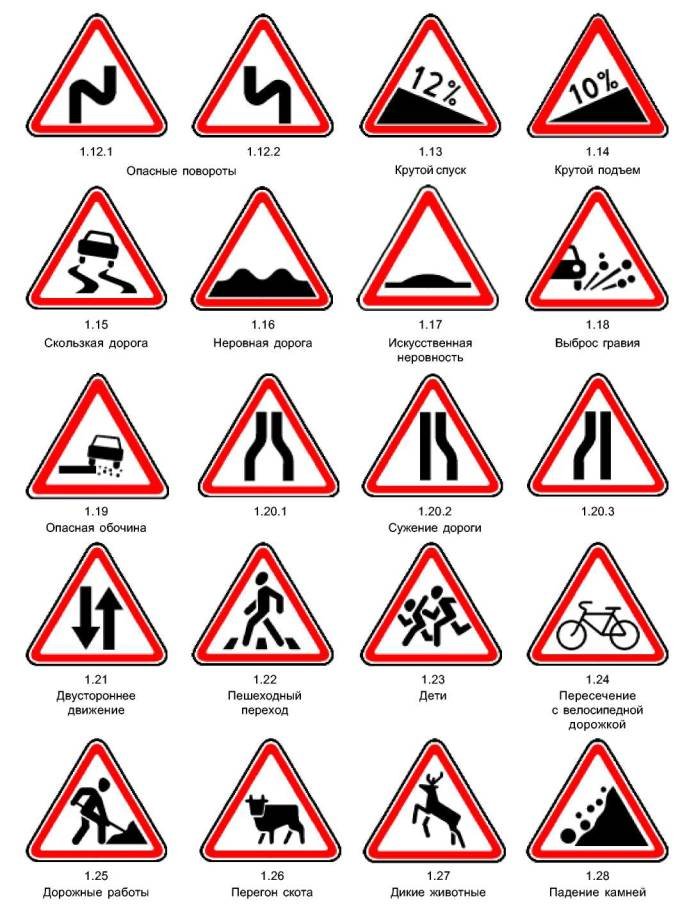 12%
10%
1.12.1 1.12.2 1.13 1.14
Опасные повороты Крутой спуск Крутой подъем
1.15 1.16 1.17 1.18
Скользкая дорога Неровная дорога Искусственная Выброс гравия
неровность
1.19 1.20.1 1.20.2 1.20.3
Опасная обочина Сужение дороги
1.21 1.22 1.23 1.24
Двустороннее Пешеходный Дети Пересечение
движение переход с велосипедной
дорожкой
1.25 1.26 1.27 1.28
Дорожные работы Перегон скота Дикие животные Падение камней